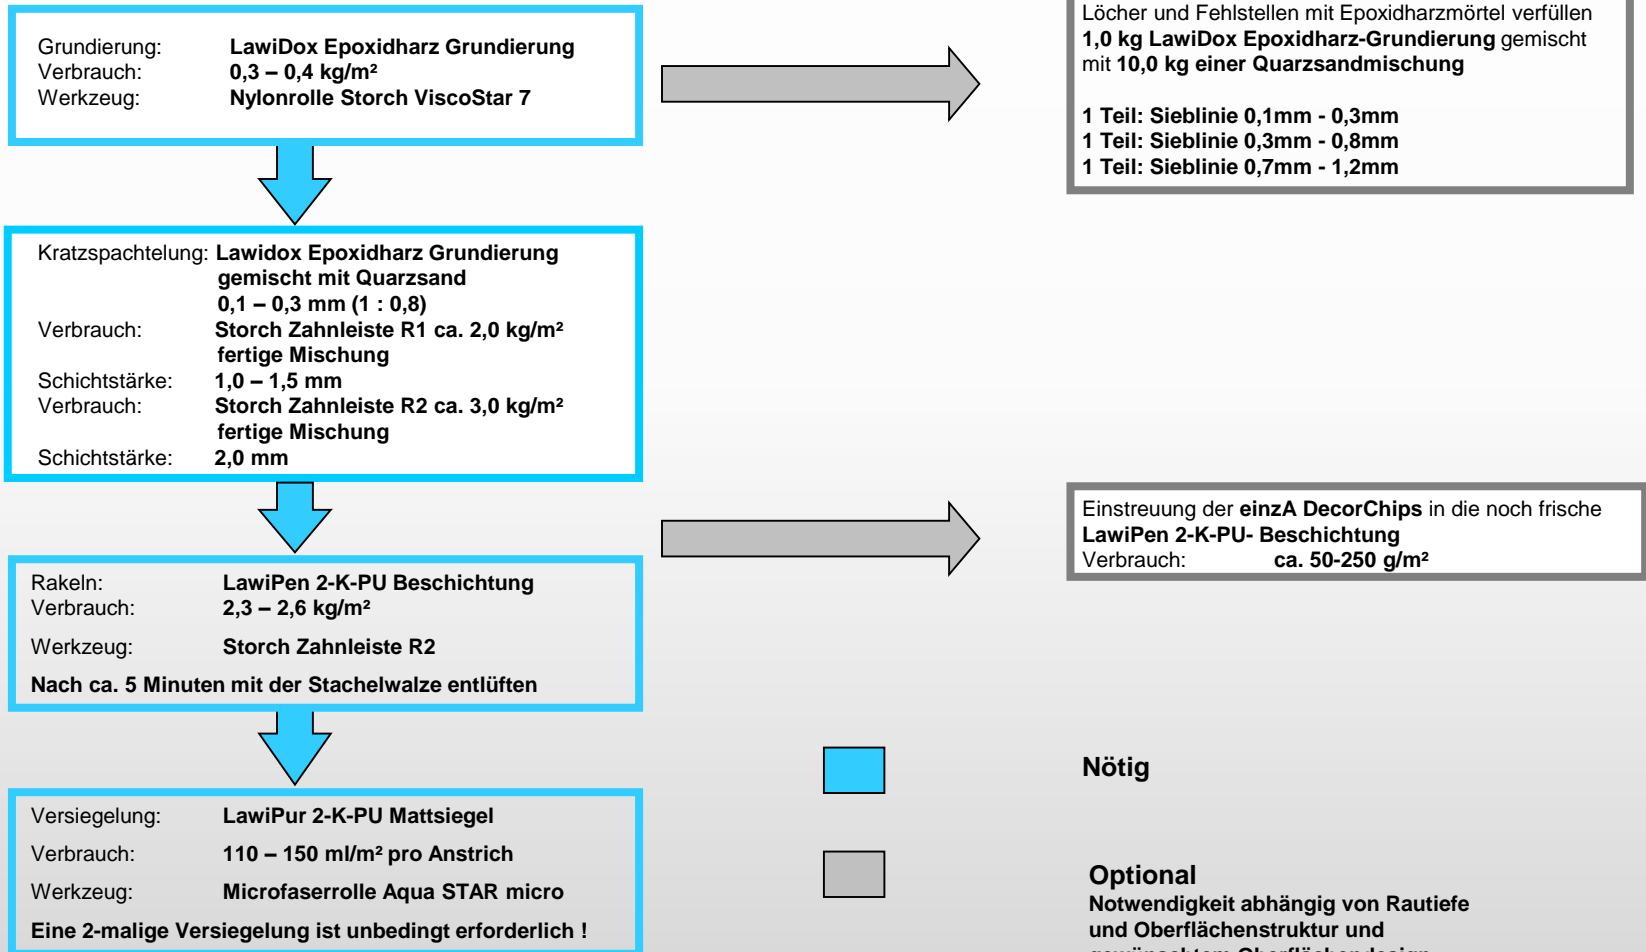 Grundierung: LawiDox Epoxidharz Grundierung
Verbrauch: 0,3 – 0,4 kg/m²
Werkzeug: Nylonrolle Storch ViscoStar 7
Löcher und Fehlstellen mit Epoxidharzmörtel verfüllen
1,0 kg LawiDox Epoxidharz-Grundierung gemischt
mit 10,0 kg einer Quarzsandmischung
1 Teil: Sieblinie 0,1mm - 0,3mm
1 Teil: Sieblinie 0,3mm - 0,8mm
1 Teil: Sieblinie 0,7mm - 1,2mm
Kratzspachtelung: Lawidox Epoxidharz Grundierung
gemischt mit Quarzsand
0,1 – 0,3 mm (1 : 0,8)
Verbrauch: Storch Zahnleiste R1 ca. 2,0 kg/m²
fertige Mischung
Schichtstärke: 1,0 – 1,5 mm
Verbrauch: Storch Zahnleiste R2 ca. 3,0 kg/m²
fertige Mischung
Schichtstärke: 2,0 mm
Einstreuung der einzA DecorChips in die noch frische
LawiPen 2-K-PU- Beschichtung
Verbrauch: ca. 50-250 g/m²
Rakeln: LawiPen 2-K-PU Beschichtung
Verbrauch: 2,3 – 2,6 kg/m²
Werkzeug: Storch Zahnleiste R2
Nach ca. 5 Minuten mit der Stachelwalze entlüften
Versiegelung: LawiPur 2-K-PU Mattsiegel
Verbrauch: 110 – 150 ml/m² pro Anstrich
Werkzeug: Microfaserrolle Aqua STAR micro
Eine 2-malige Versiegelung ist unbedingt erforderlich !
Nötig
Optional
Notwendigkeit abhängig von Rautiefe
und Oberflächenstruktur und
gewünschtem Oberflächendesign